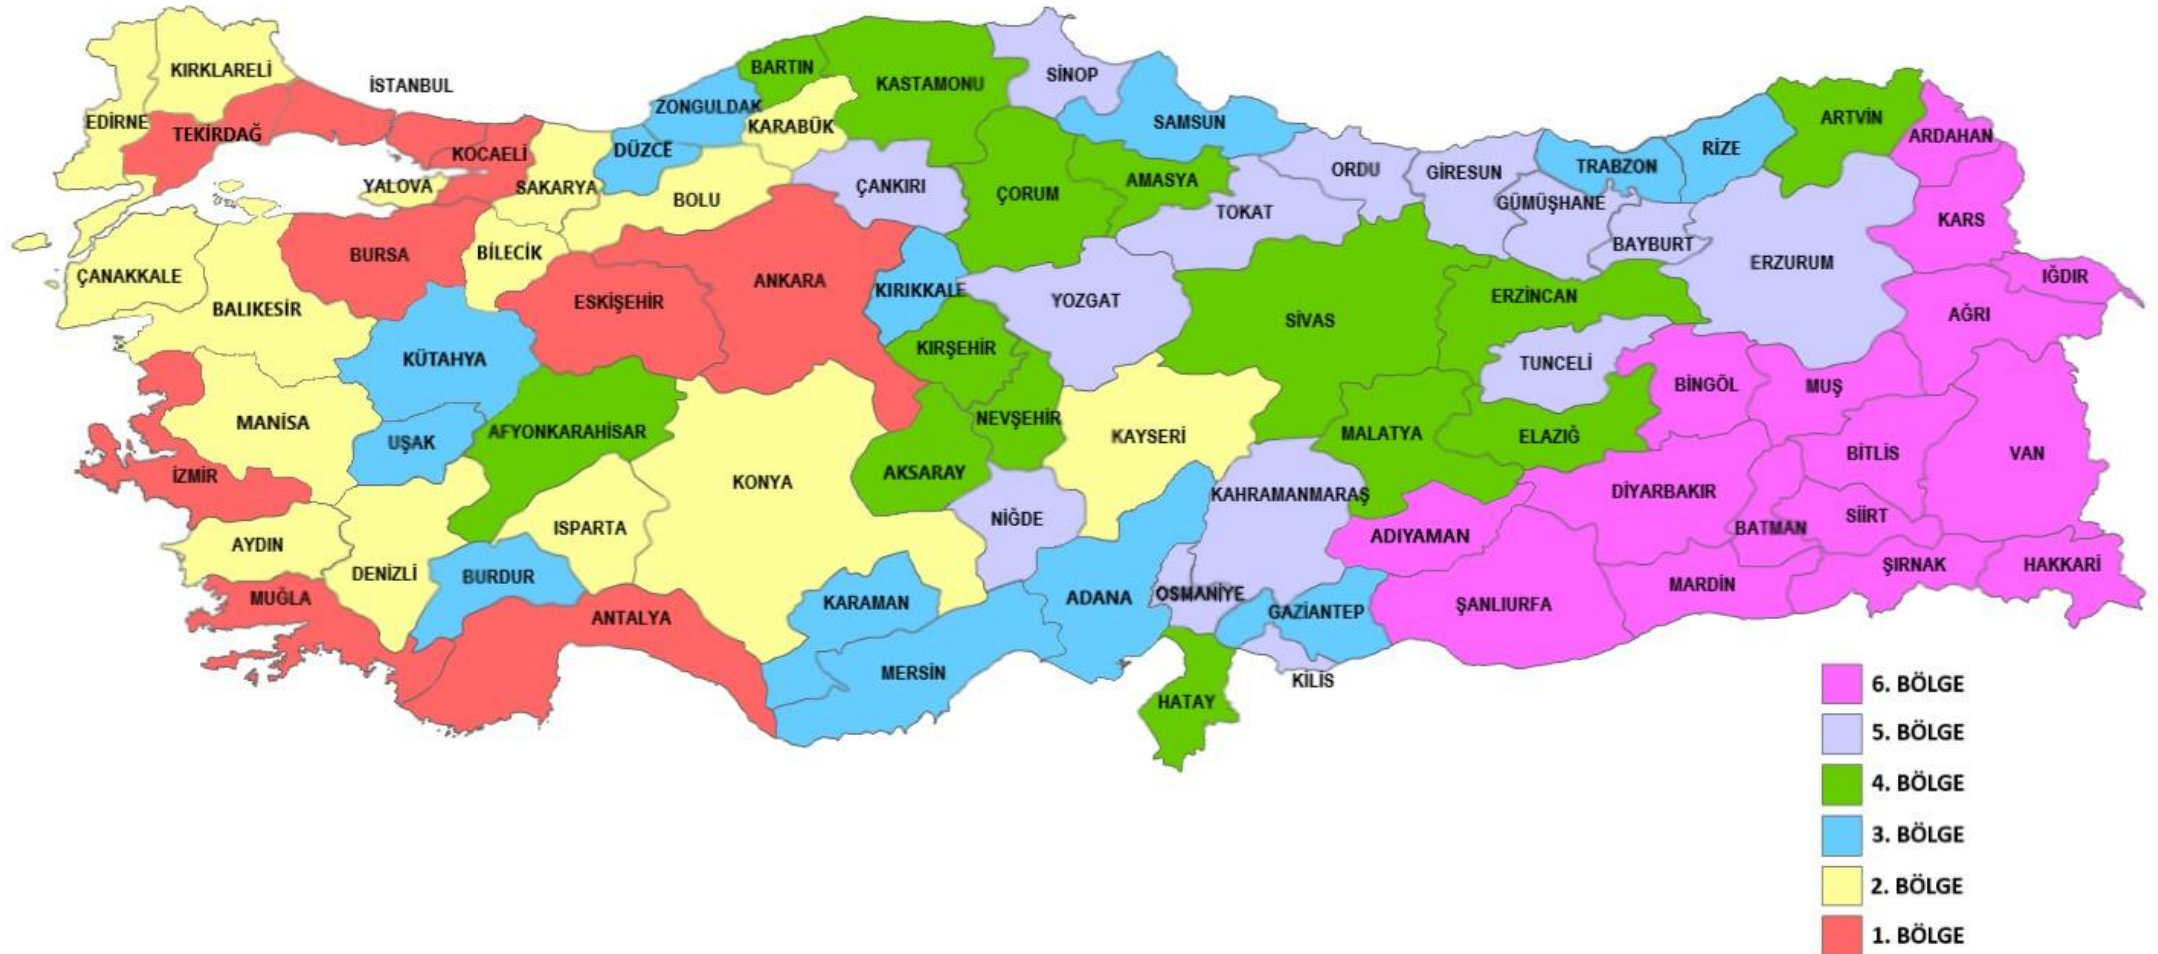 KIRKLARELİ
İSTANBUL
EDİRNE
TEKİRDAĞ
KOCAELİ
YALOVA
SAKARYA
DÜZCE
ZONGULDAK
BARTIN
KARABÜK
KASTAMONU
SİNOP
SAMSUN
BOLU
ÇANKIRI
ÇORUM
AMASYA
TOKAT
ORDU
GİRESUN
GÜMÜŞHANE
TRABZON
RİZE
ARTVİN
ARDAHAN
KARS
BAYBURT
ERZURUM
IĞDIR
AĞRI
ÇANAKKALE
BALIKESİR
BURSA
BİLECİK
ESKİŞEHİR
ANKARA
KIRIKKALE
YOZGAT
SİVAS
ERZİNCAN
TUNCELİ
BİNGÖL
MUŞ
KÜTAHYA
KIRŞEHİR
MANİSA
UŞAK
AFYONKARAHİSAR
NEVŞEHİR
KAYSERİ
MALATYA
ELAZIĞ
BİTLİS
VAN
İZMİR
KONYA
AKSARAY
NİĞDE
KAHRAMANMARAŞ
ADIYAMAN
DİYARBAKIR
BATMAN
SİİRT
ŞIRNAK
HAKKARİ
AYDIN
DENİZLİ
ISPARTA
BURDUR
MUĞLA
ANTALYA
KARAMAN
MERSİN
ADANA
OSMANİYE
GAZİANTEP
ŞANLIURFA
MARDİN
KİLİS
HATAY
6. BÖLGE
5. BÖLGE
4. BÖLGE
3. BÖLGE
2. BÖLGE
1. BÖLGE